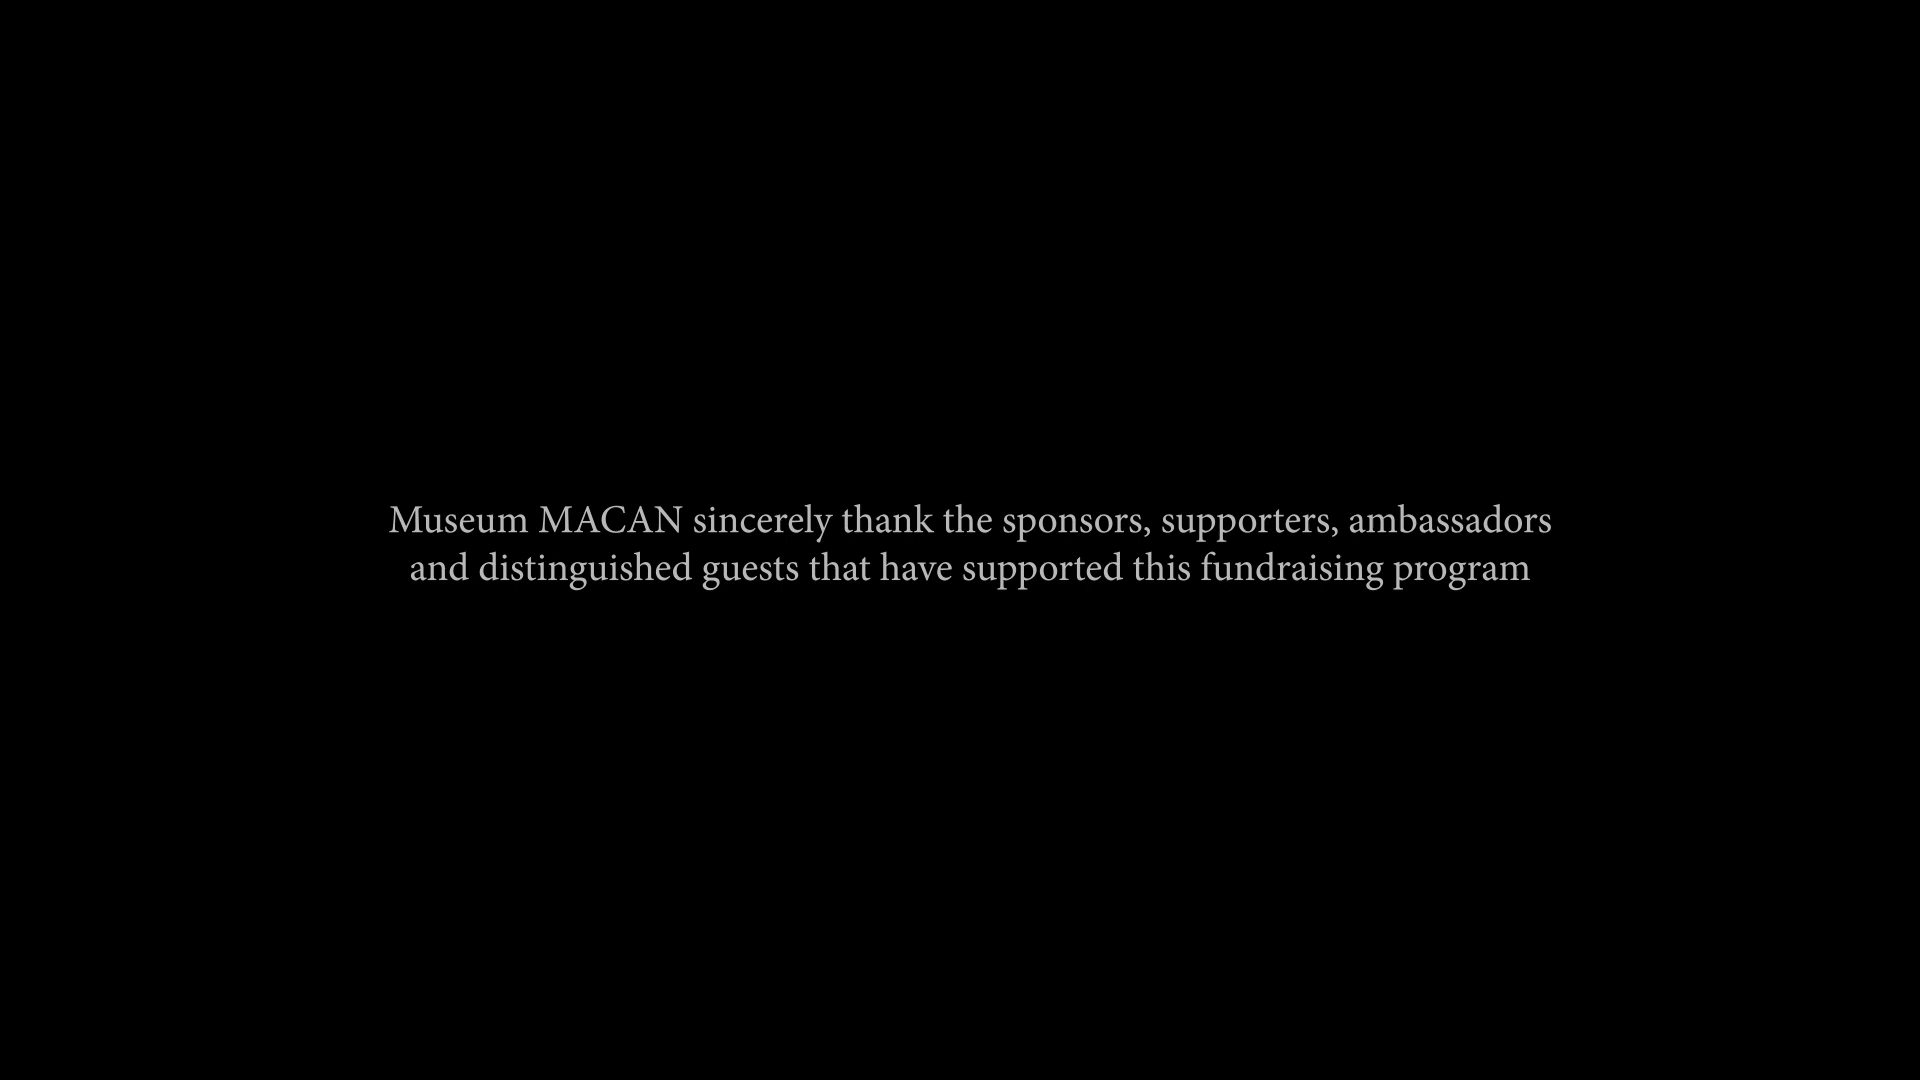 Museum MACAN sincerely thank the sponsors, supporters, ambassadors
and distinguished guests that have supported this fundraising program